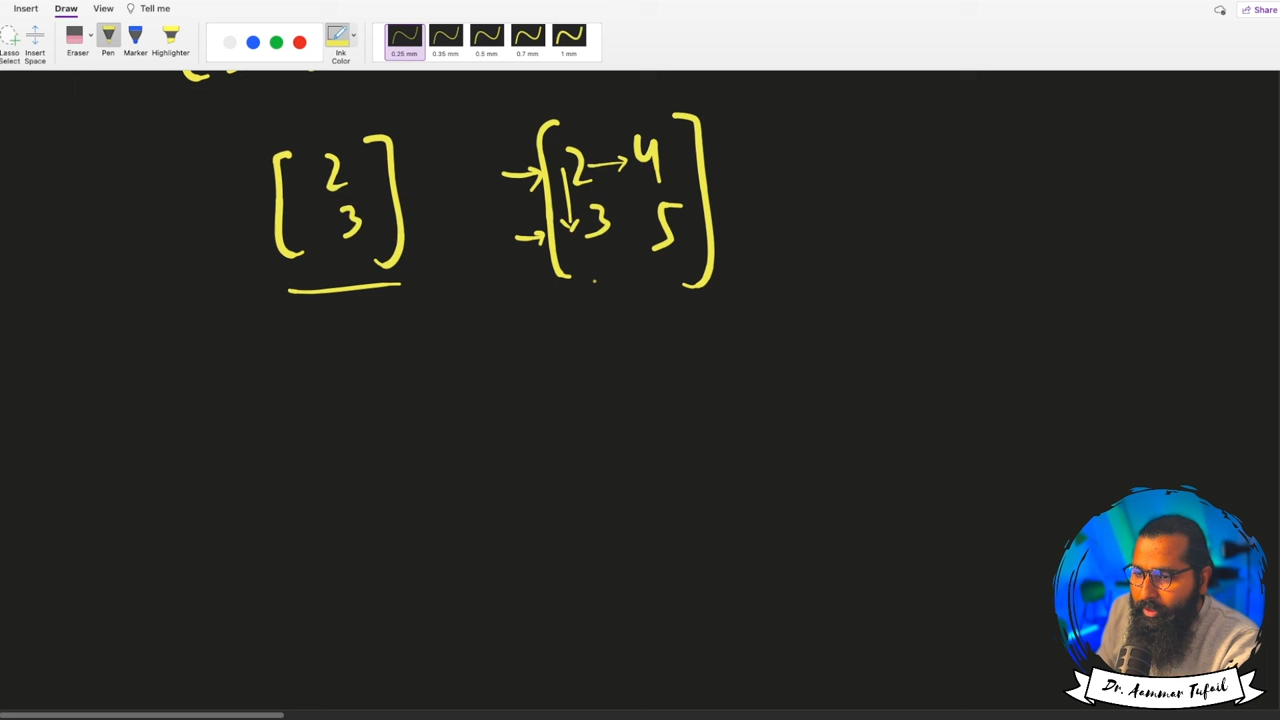 Insert Draw View Tell me
Share
Lasso Select
Insert Space
Eraser
Pen
Marker
Highlighter
Ink Color
0.25 mm
0.35 mm
0.5 mm
0.7 mm
1 mm
2
3
2 → 4
3 5
Dr. Aammar Tufail